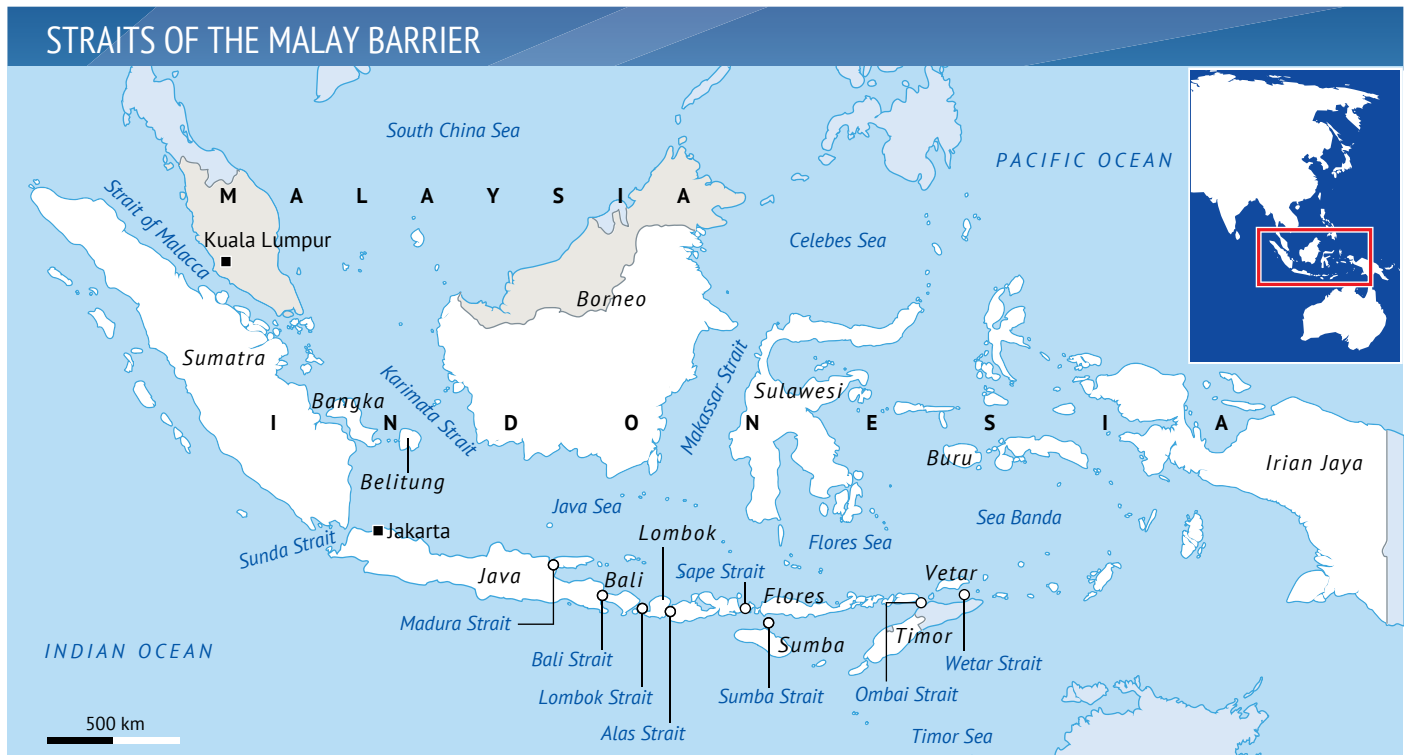 STRAITS OF THE MALAY BARRIER
South China Sea
PACIFIC OCEAN
MALAYSIA
Strait of Malacca
Kuala Lumpur
Celebes Sea
Borneo
Sumatra
Karimata Strait
Makassar Strait
Bangka
Sulawesi
INDONESIA
Buru
Irian Jaya
Belitung
Java Sea
Sea Banda
Sunda Strait
Jakarta
Lombok
Flores Sea
Java
Bali
Sape Strait
Flores
Vetar
Madura Strait
Sumba
Timor
INDIAN OCEAN
Bali Strait
Wetar Strait
Lombok Strait
Sumba Strait
Ombai Strait
500 km
Alas Strait
Timor Sea